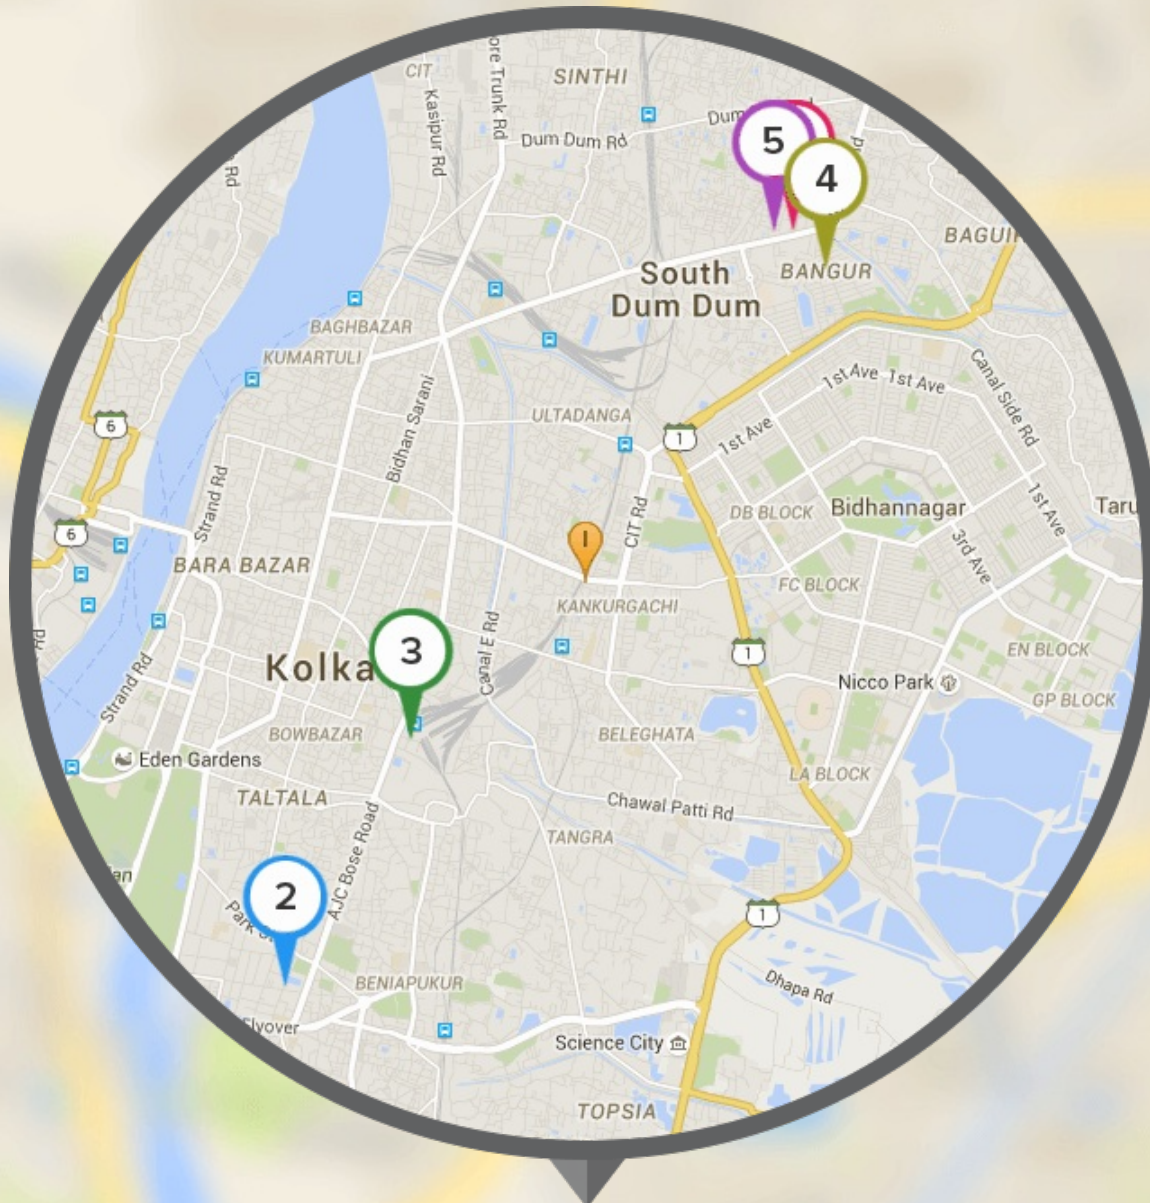 CIT
Kasipur Rd
ore Trunk Rd
SINTHI
Dum Dum Rd
Dum
5
4
BAGUIH
BANGUR
South
Dum Dum
Rd
BAGHBAZAR
KUMARTULI
Bidhan Sarani
ULTADANGA
1st Ave
1st Ave
1st Ave
Canal Side Rd
1
6
Strand Rd
CIT Rd
DB BLOCK
Bidhannagar
1st Ave
Taru
6
3rd Ave
BARA BAZAR
I
FC BLOCK
KANKURGACHI
Canal E Rd
3
Kolka
Strand Rd
1
EN BLOCK
Nicco Park
GP BLOCK
BOWBAZAR
BELEGHATA
Eden Gardens
LA BLOCK
TALTALA
Chawal Patti Rd
TANGRA
AJC Bose Road
2
Park S
1
BENIAPUKUR
Dhapa Rd
Flyover
Science City
TOPSIA